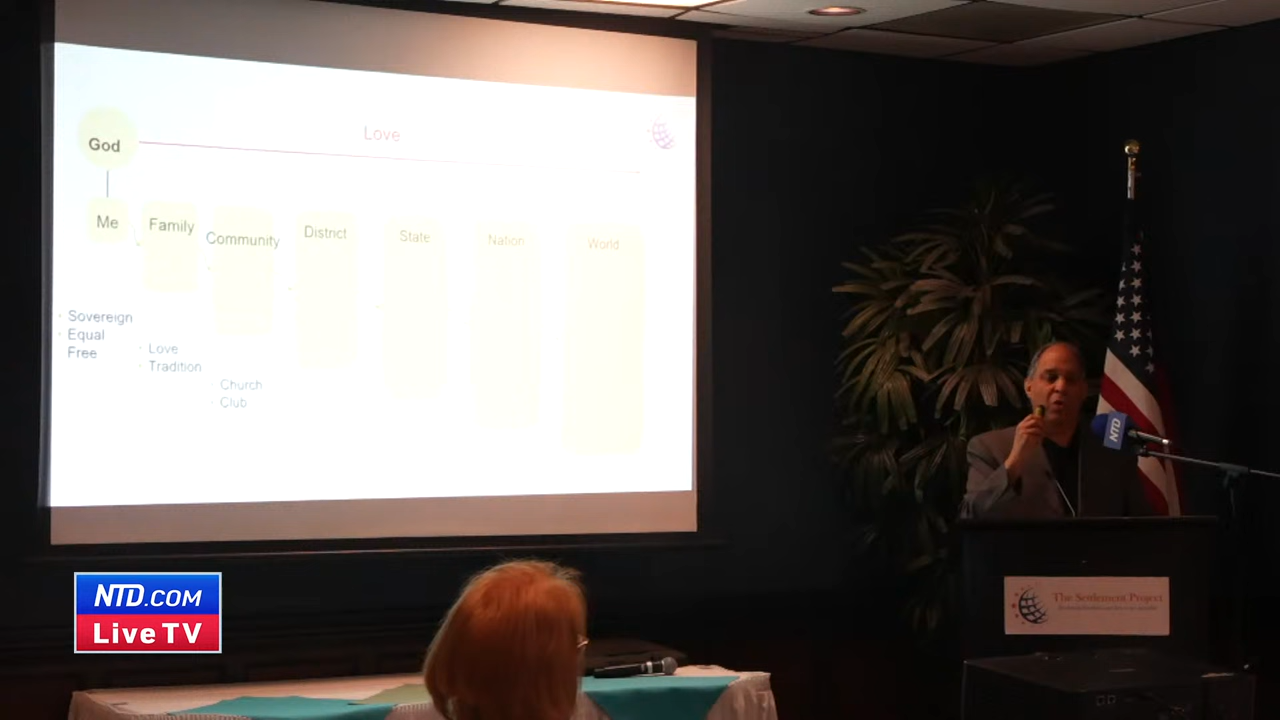 Love
God
Me
Family
Community
District
State
Nation
World
· Sovereign
· Equal
Free
· Love
· Tradition
· Church
· Club
NTD
The Settlement Project
NTD.COM
Live TV